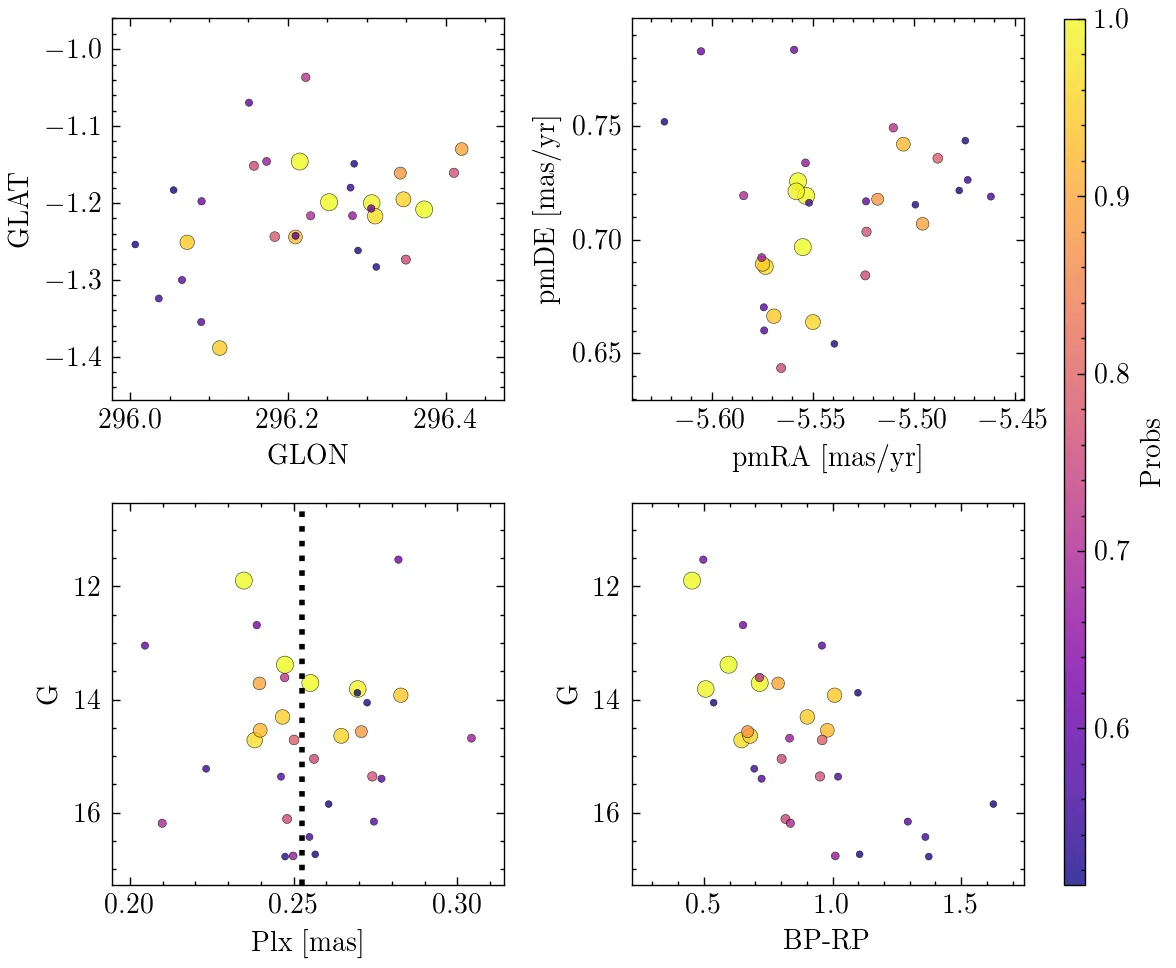 −1.0
−1.1
−1.2
−1.3
−1.4
GLAT
296.0 296.2 296.4
GLON
0.75
0.70
0.65
pmDE [mas/yr]
−5.60 −5.55 −5.50 −5.45
pmRA [mas/yr]
12
14
16
G
0.20 0.25 0.30
Plx [mas]
12
14
16
G
0.5 1.0 1.5
BP-RP
1.0
0.9
0.8
0.7
0.6
Probs